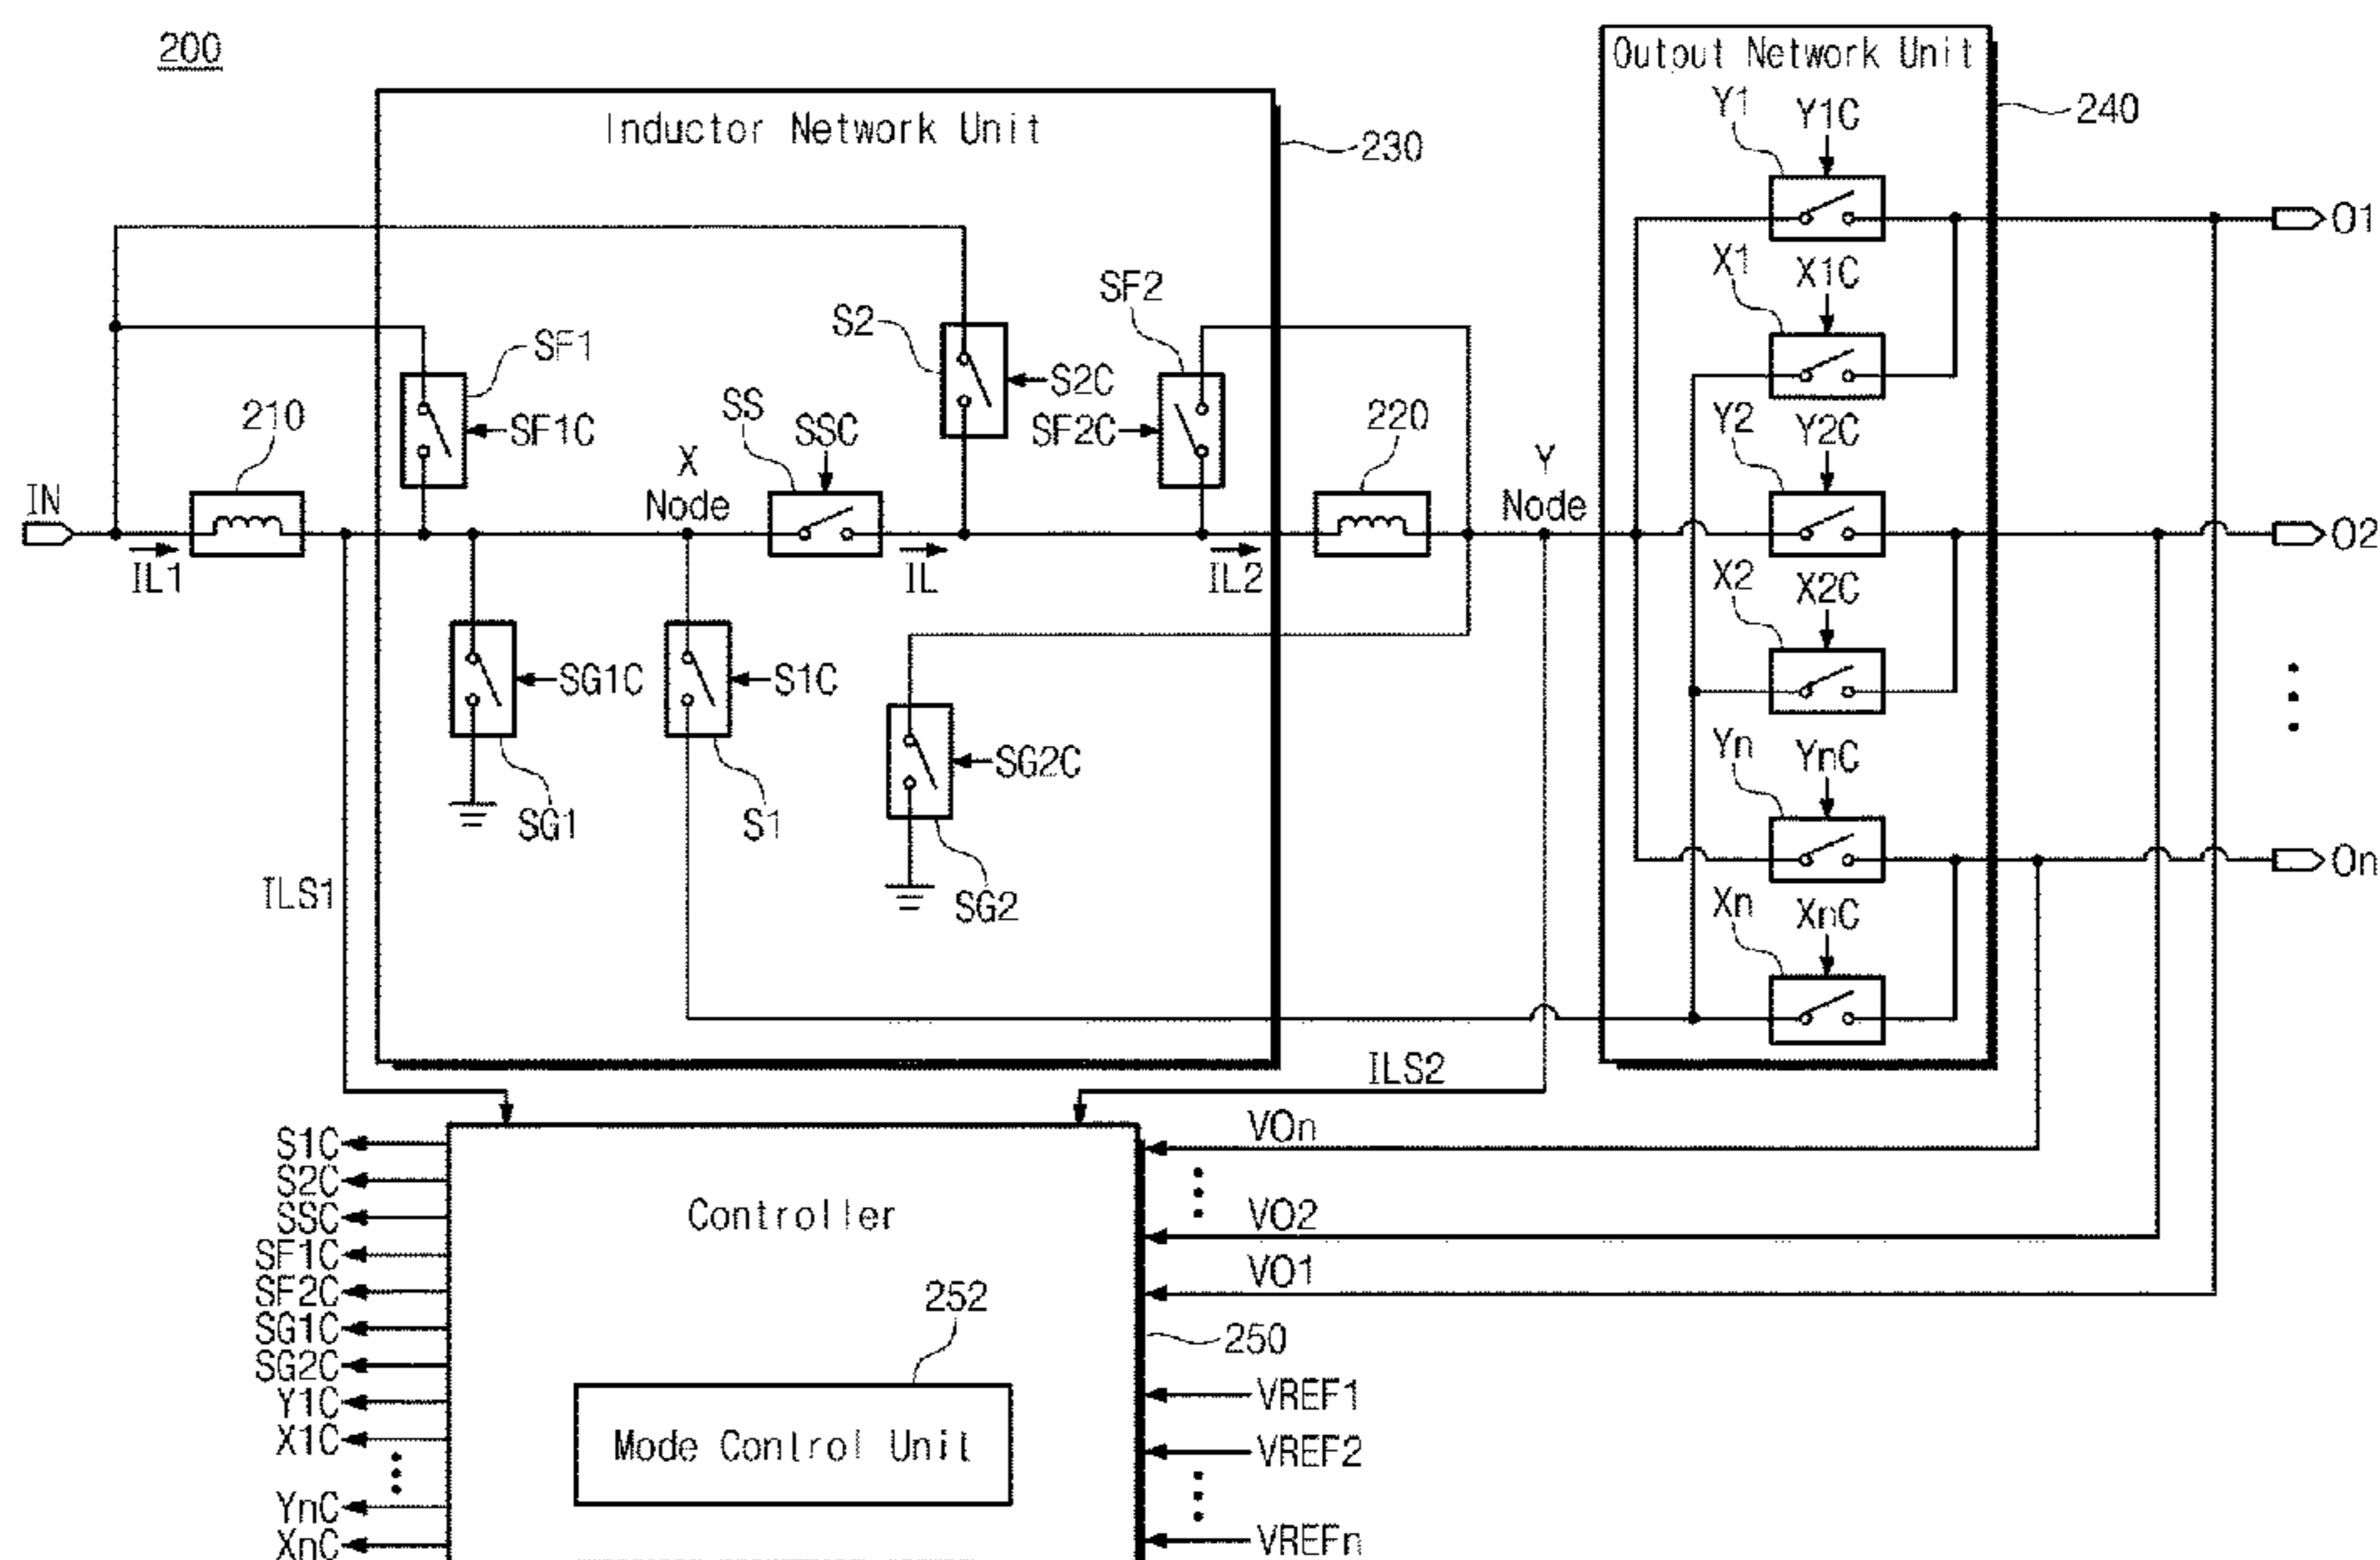 200
Inductor Network Unit
230
Output Network Unit
240
Y1
Y1C
O1
X1
X1C
SF1
SF1C
S2
S2C
SF2
SF2C
210
SS
SSC
220
Y2
Y2C
IN
X
Node
Y
Node
O2
IL1
IL
IL2
X2
X2C
SG1C
S1C
SG2C
SG1
S1
SG2
Yn
YnC
On
Xn
XnC
ILS1
ILS2
S1C
S2C
SSC
SF1C
SF2C
SG1C
SG2C
Y1C
X1C
YnC
XnC
Controller
252
Mode Control Unit
VOn
VO2
VO1
250
VREF1
VREF2
VREFn